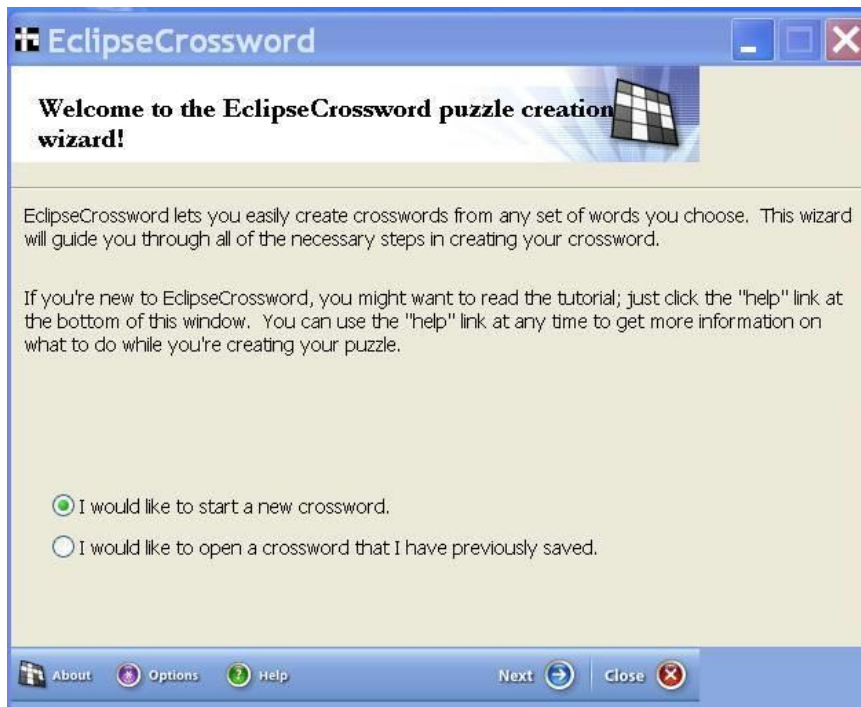 EclipseCrossword
Welcome to the EclipseCrossword puzzle creation
wizard!
EclipseCrossword lets you easily create crosswords from any set of words you choose.  This wizard
will guide you through all of the necessary steps in creating your crossword.
If you're new to EclipseCrossword, you might want to read the tutorial; just click the "help" link at
the bottom of this window.  You can use the "help" link at any time to get more information on
what to do while you're creating your puzzle.
I would like to start a new crossword.
I would like to open a crossword that I have previously saved.
About Options Help Next Close